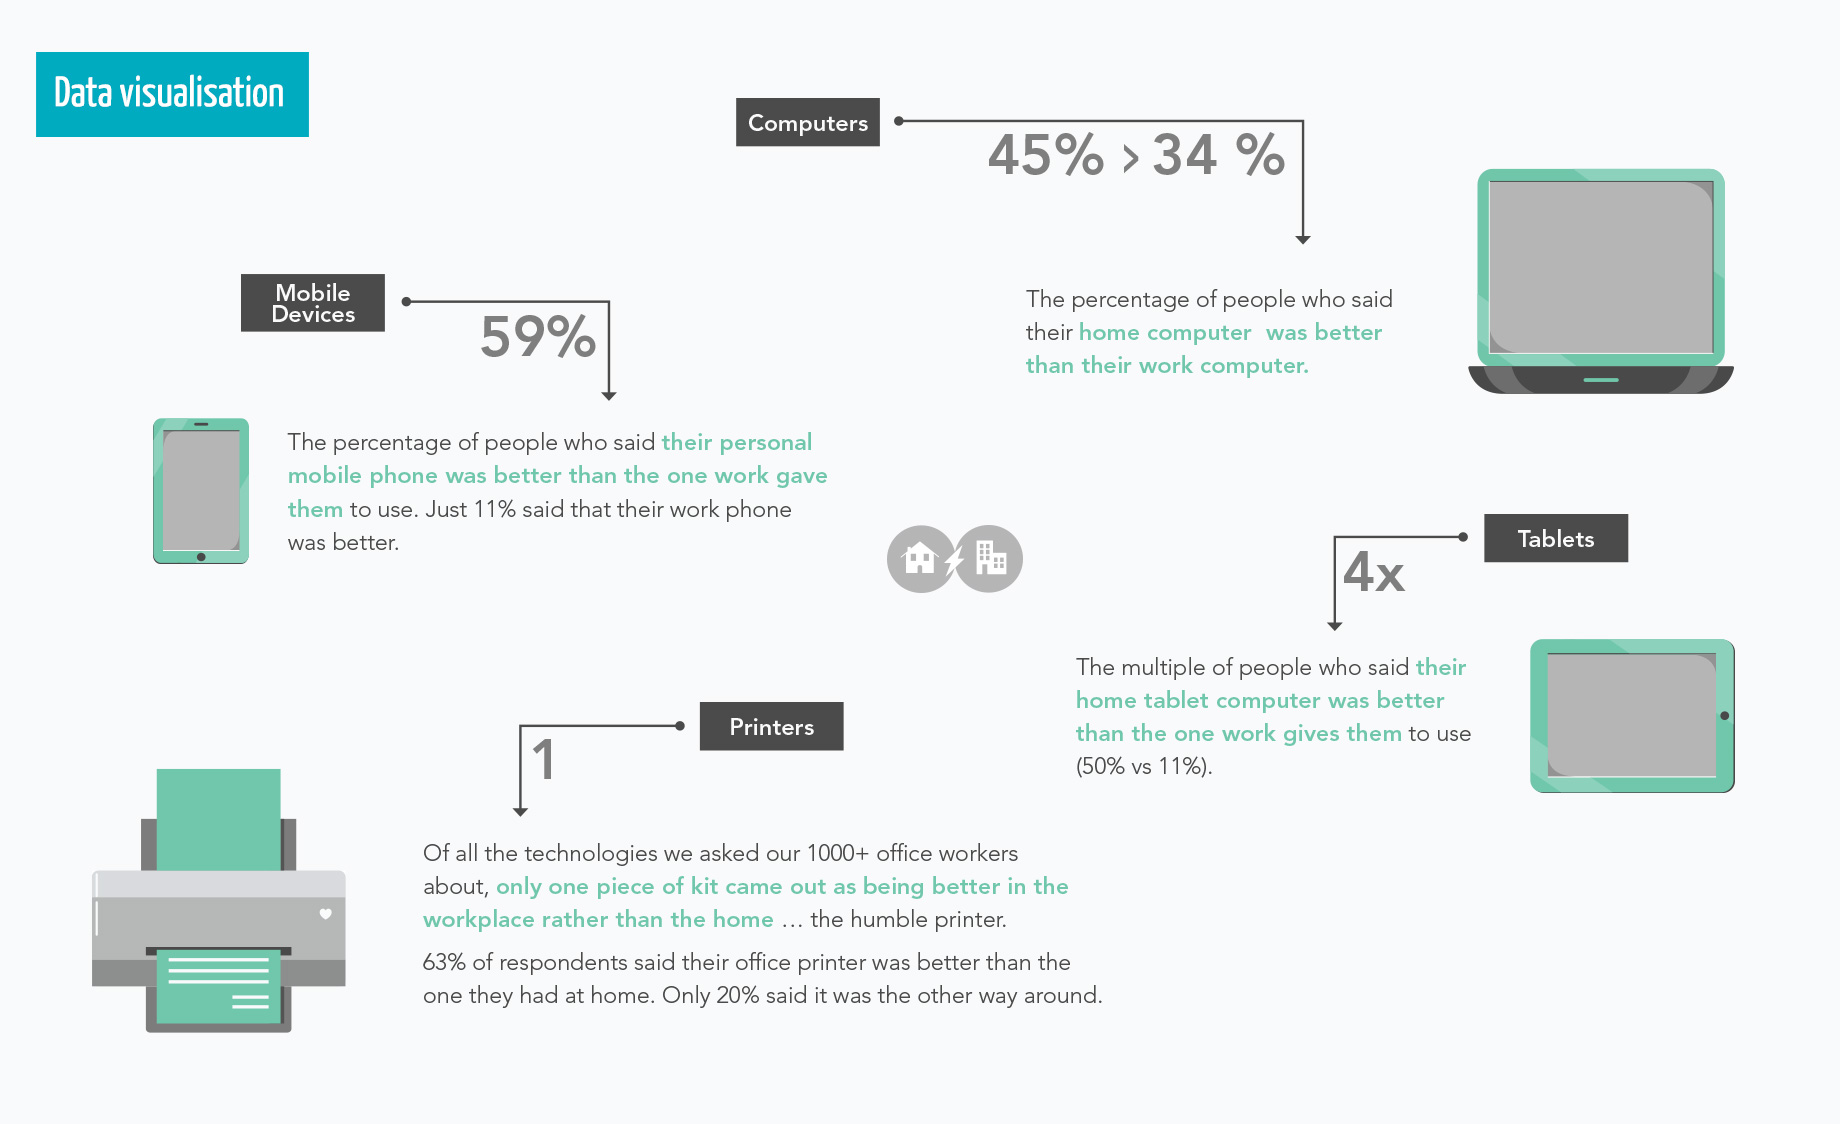 Data visualisation
Computers
45% > 34 %
The percentage of people who said
their home computer was better
than their work computer.
Mobile
Devices
59%
The percentage of people who said their personal
mobile phone was better than the one work gave
them to use. Just 11% said that their work phone
was better.
Tablets
4x
The multiple of people who said their
home tablet computer was better
than the one work gives them to use
(50% vs 11%).
Printers
1
Of all the technologies we asked our 1000+ office workers
about, only one piece of kit came out as being better in the
workplace rather than the home … the humble printer.
63% of respondents said their office printer was better than the
one they had at home. Only 20% said it was the other way around.